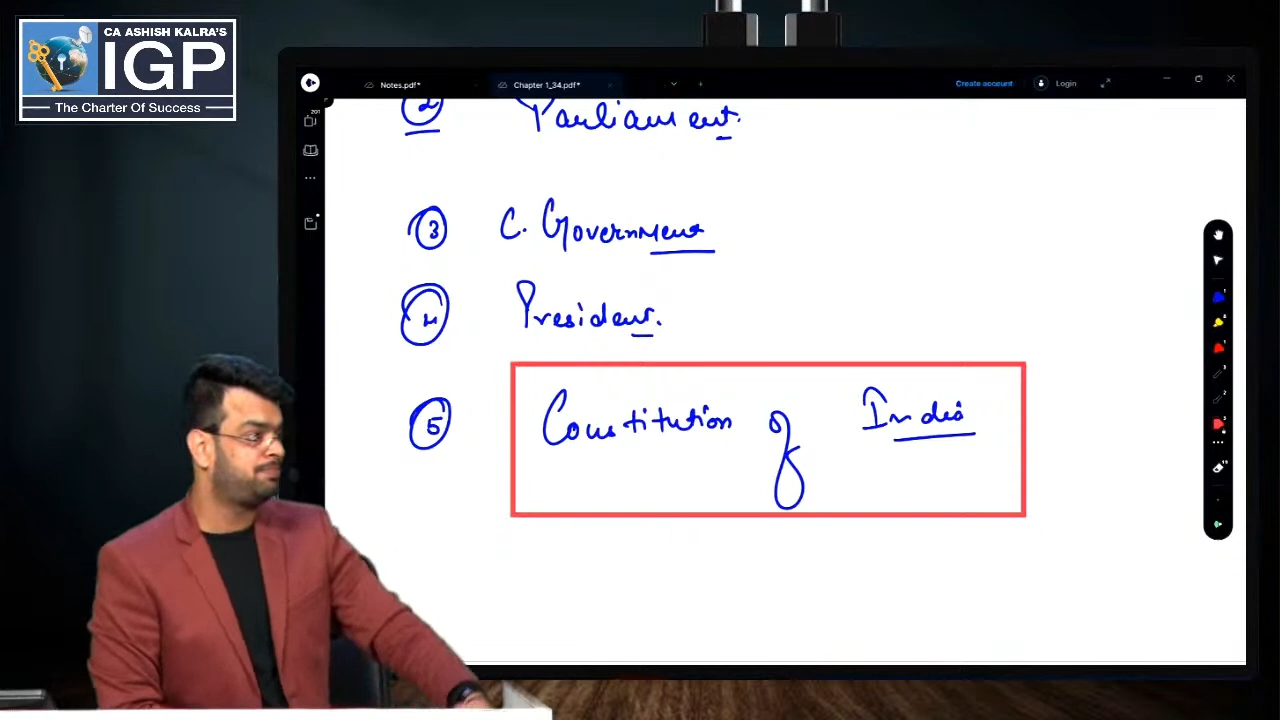 CA ASHISH KALRA'S
IGP
The Charter Of Success
Notes.pdf*
Chapter 1_34.pdf*
Create account
Login
201
② Parliament.
③ C. Government
④ President.
⑤ Constitution of India